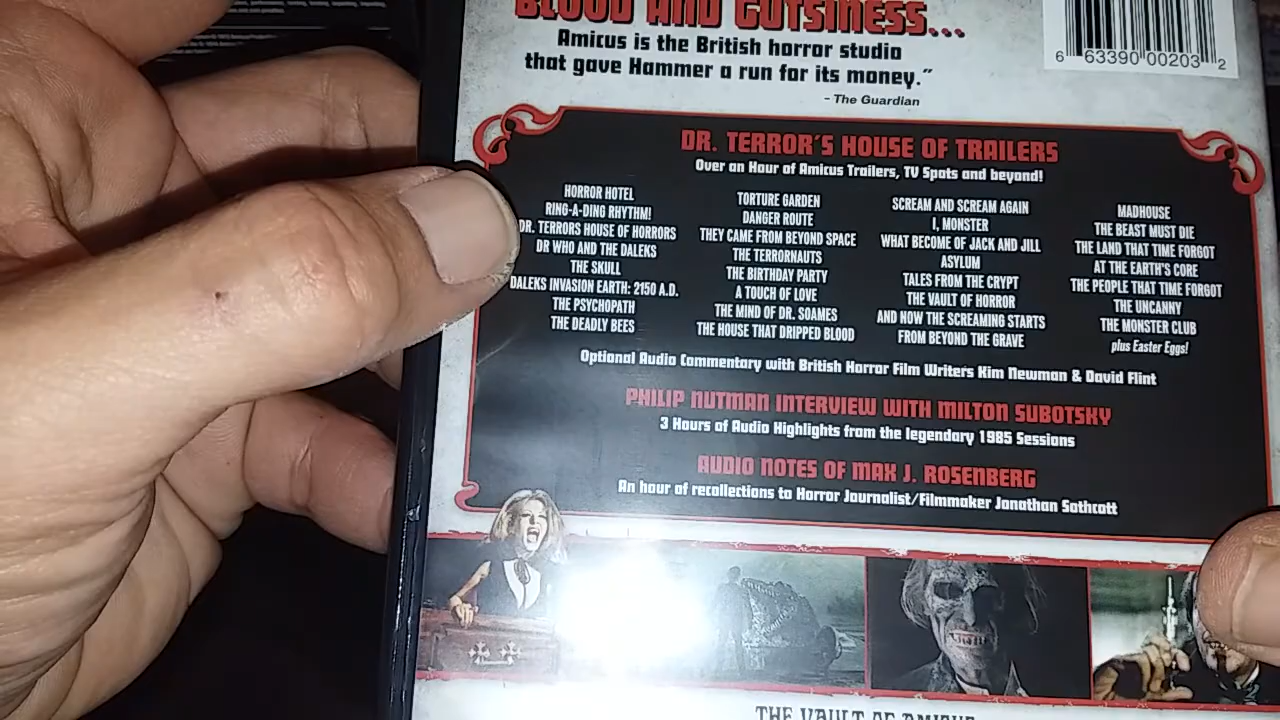 BLOOD AND GUTSINESS...
Amicus is the British horror studio
that gave Hammer a run for its money."
- The Guardian
6 63390 00203 2
DR. TERROR'S HOUSE OF TRAILERS
Over an Hour of Amicus Trailers, TV Spots and beyond!
HORROR HOTEL
RING-A-DING RHYTHM!
DR. TERRORS HOUSE OF HORRORS
DR WHO AND THE DALEKS
THE SKULL
DALEKS INVASION EARTH: 2150 A.D.
THE PSYCHOPATH
THE DEADLY BEES
TORTURE GARDEN
DANGER ROUTE
THEY CAME FROM BEYOND SPACE
THE TERRORNAUTS
THE BIRTHDAY PARTY
A TOUCH OF LOVE
THE MIND OF DR. SOAMES
THE HOUSE THAT DRIPPED BLOOD
SCREAM AND SCREAM AGAIN
I, MONSTER
WHAT BECOME OF JACK AND JILL
ASYLUM
TALES FROM THE CRYPT
THE VAULT OF HORROR
AND NOW THE SCREAMING STARTS
FROM BEYOND THE GRAVE
MADHOUSE
THE BEAST MUST DIE
THE LAND THAT TIME FORGOT
AT THE EARTH'S CORE
THE PEOPLE THAT TIME FORGOT
THE UNCANNY
THE MONSTER CLUB
plus Easter Eggs!
Optional Audio Commentary with British Horror Film Writers Kim Newman & David Flint
PHILIP NUTMAN INTERVIEW WITH MILTON SUBOTSKY
3 Hours of Audio Highlights from the legendary 1985 Sessions
AUDIO NOTES OF MAX J. ROSENBERG
An hour of recollections to Horror Journalist/Filmmaker Jonathan Sothcott
THE VAULT OF AMICUS